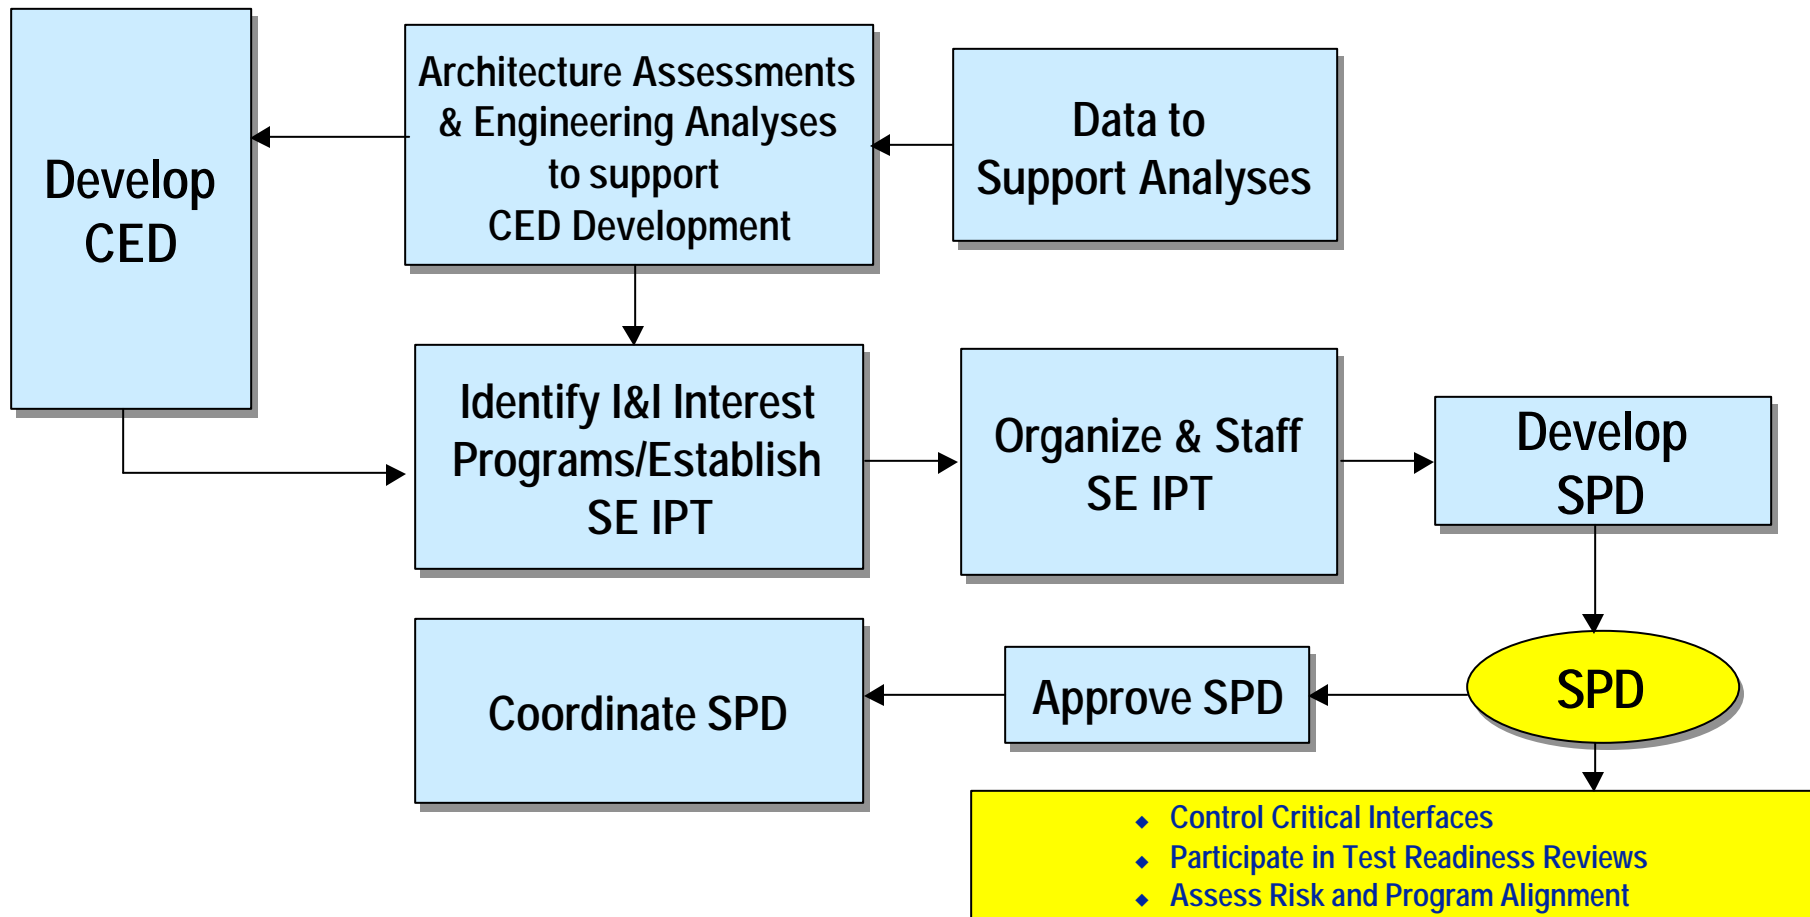 Develop
CED
Architecture Assessments
& Engineering Analyses
to support
CED Development
Data to
Support Analyses
Identify I&I Interest
Programs/Establish
SE IPT
Organize & Staff
SE IPT
Develop
SPD
Coordinate SPD
Approve SPD
SPD
◆ Control Critical Interfaces
◆ Participate in Test Readiness Reviews
◆ Assess Risk and Program Alignment